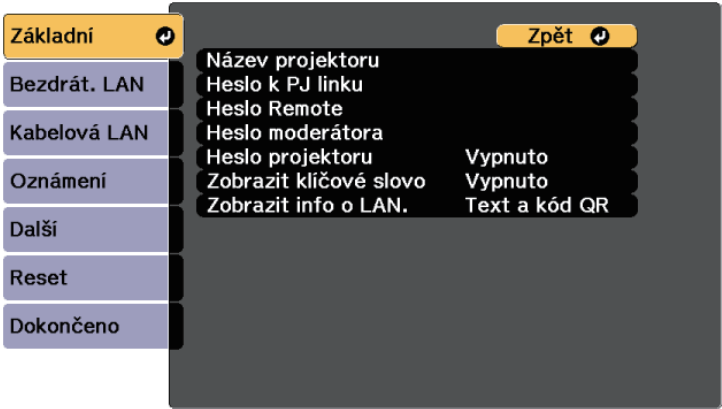 Základní
Bezdrát. LAN
Kabelová LAN
Oznámení
Další
Reset
Dokončeno
Zpět
Název projektoru
Heslo k PJ linku
Heslo Remote
Heslo moderátora
Heslo projektoru Vypnuto
Zobrazit klíčové slovo Vypnuto
Zobrazit info o LAN. Text a kód QR